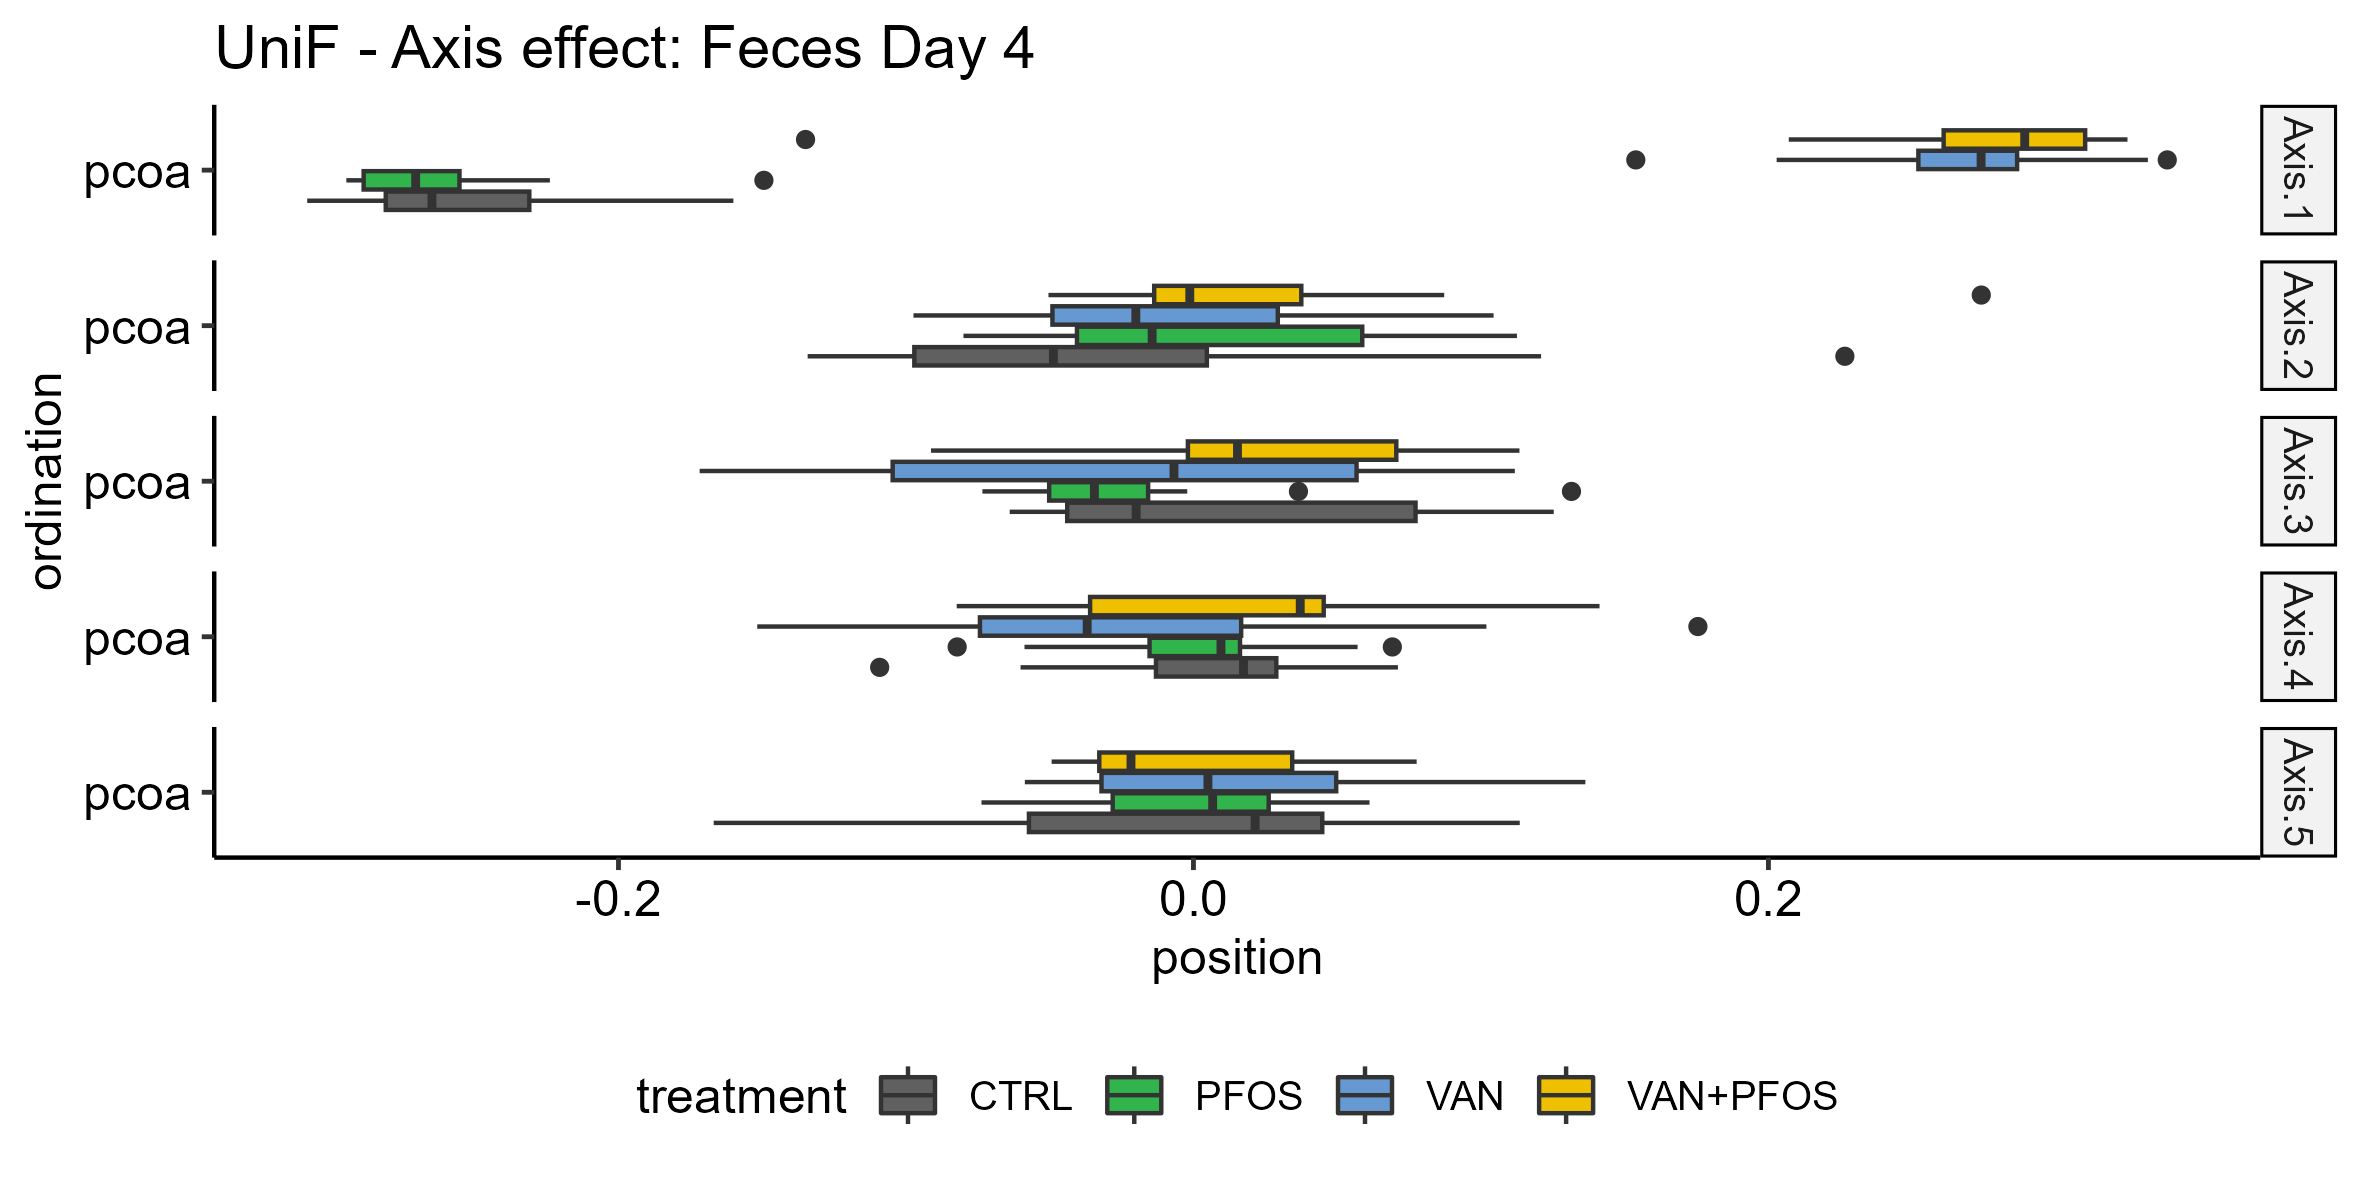 UniF - Axis effect: Feces Day 4
ordination
pcoa
Axis.1
pcoa
Axis.2
pcoa
Axis.3
pcoa
Axis.4
pcoa
Axis.5
-0.2 0.0 0.2
position
treatment CTRL PFOS VAN VAN+PFOS